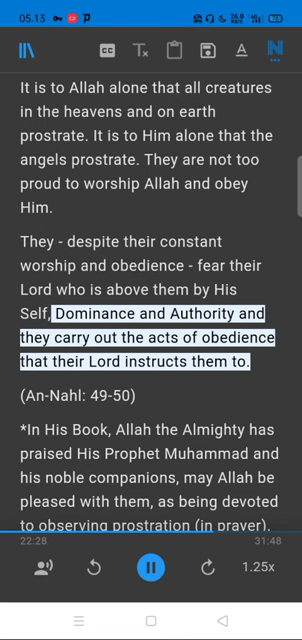 05.13
CC
It is to Allah alone that all creatures
in the heavens and on earth
prostrate. It is to Him alone that the
angels prostrate. They are not too
proud to worship Allah and obey
Him.
They - despite their constant
worship and obedience - fear their
Lord who is above them by His
Self, Dominance and Authority and
they carry out the acts of obedience
that their Lord instructs them to.
(An-Nahl: 49-50)
*In His Book, Allah the Almighty has
praised His Prophet Muhammad and
his noble companions, may Allah be
pleased with them, as being devoted
to observing prostration (in prayer).
22:28
31:48
1.25x